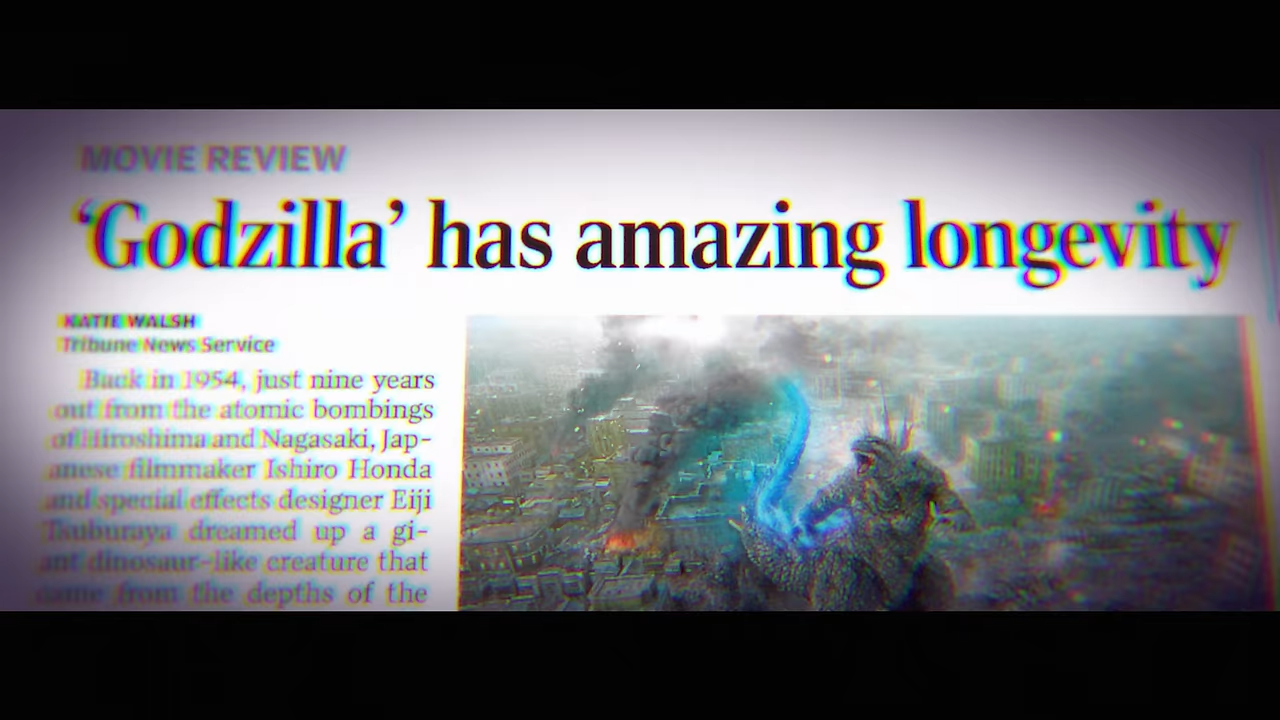 MOVIE REVIEW
‘Godzilla’ has amazing longevity
KATIE WALSH
Tribune News Service
Back in 1954, just nine years
out from the atomic bombings
of Hiroshima and Nagasaki, Jap-
anese filmmaker Ishiro Honda
and special effects designer Eiji
Tsuburaya dreamed up a gi-
ant dinosaur-like creature that
came from the depths of the